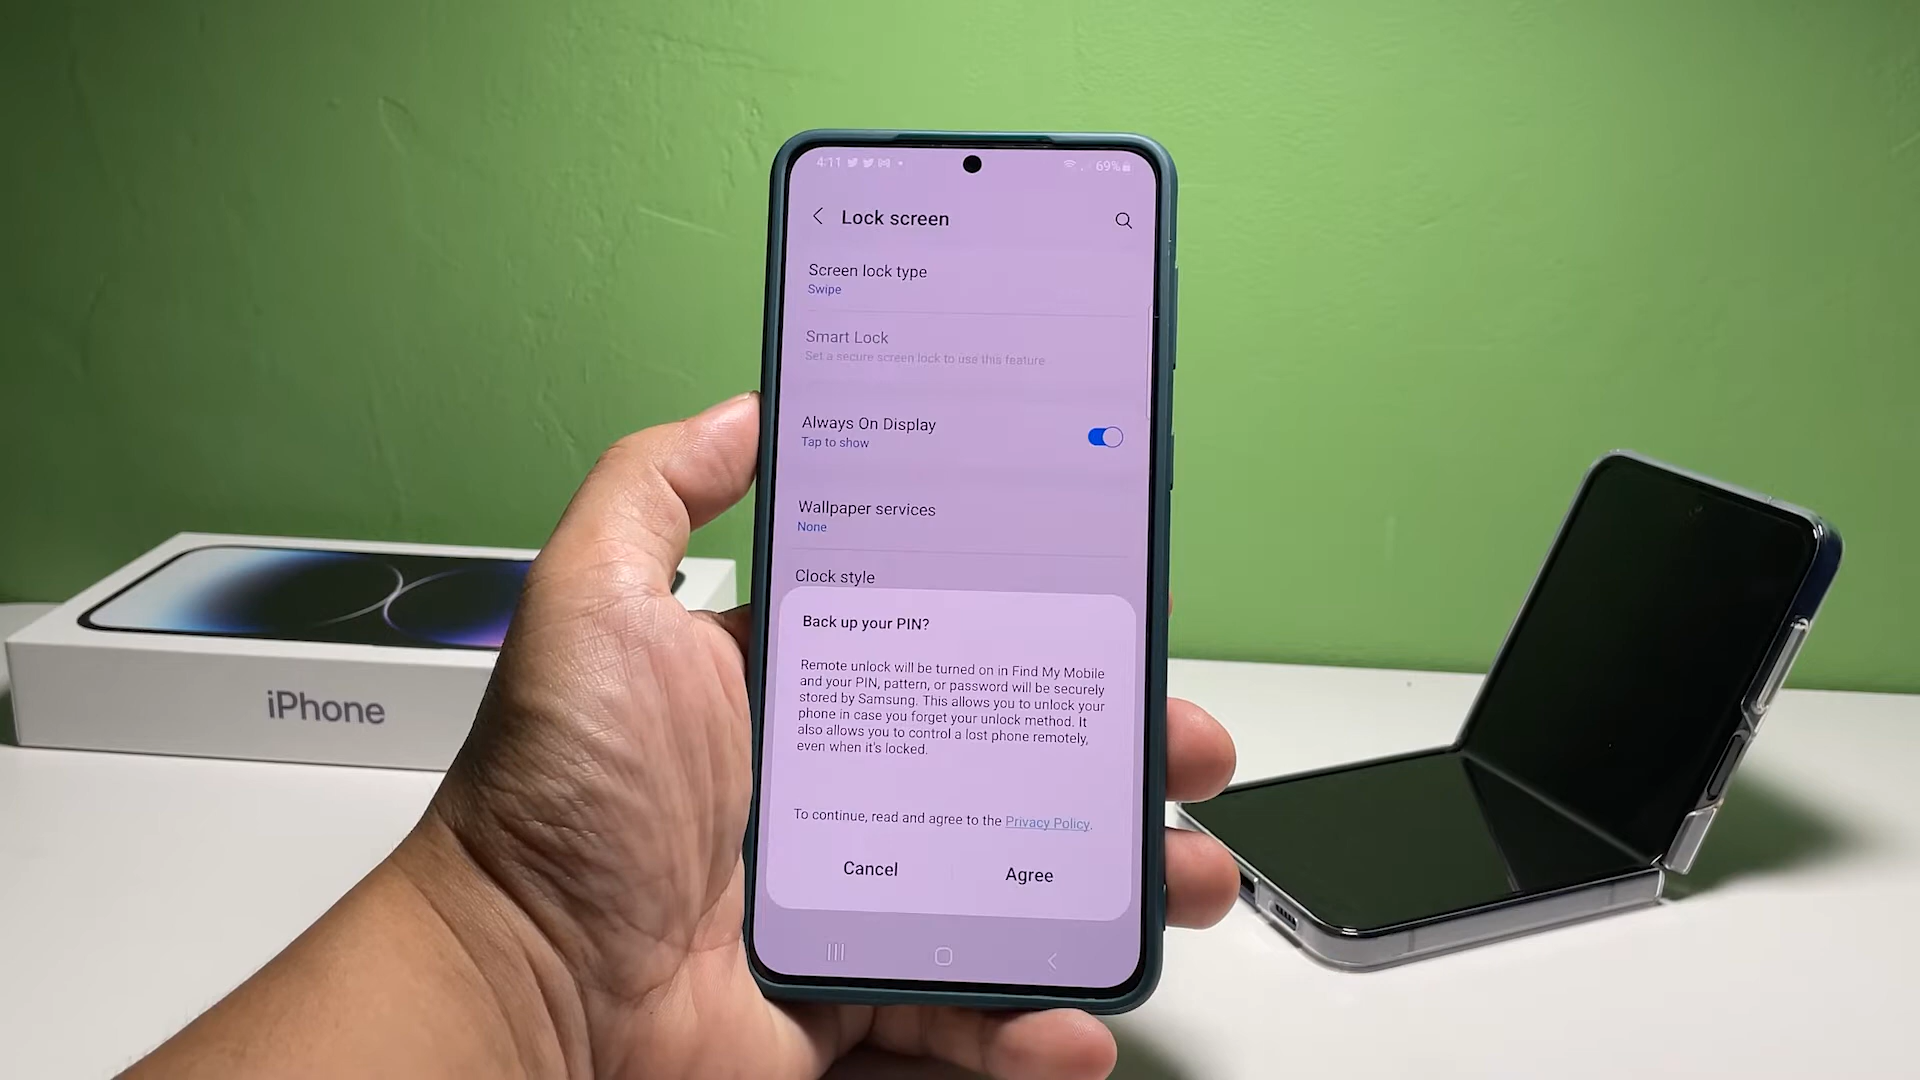 4:11
69%
Lock screen
Screen lock type
Swipe
Smart Lock
Set a secure screen lock to use this feature.
Always On Display
Tap to show
Wallpaper services
None
Clock style
Back up your PIN?
Remote unlock will be turned on in Find My Mobile
and your PIN, pattern, or password will be securely
stored by Samsung. This allows you to unlock your
phone in case you forget your unlock method. It
also allows you to control a lost phone remotely,
even when it's locked.
To continue, read and agree to the Privacy Policy.
Cancel
Agree
iPhone